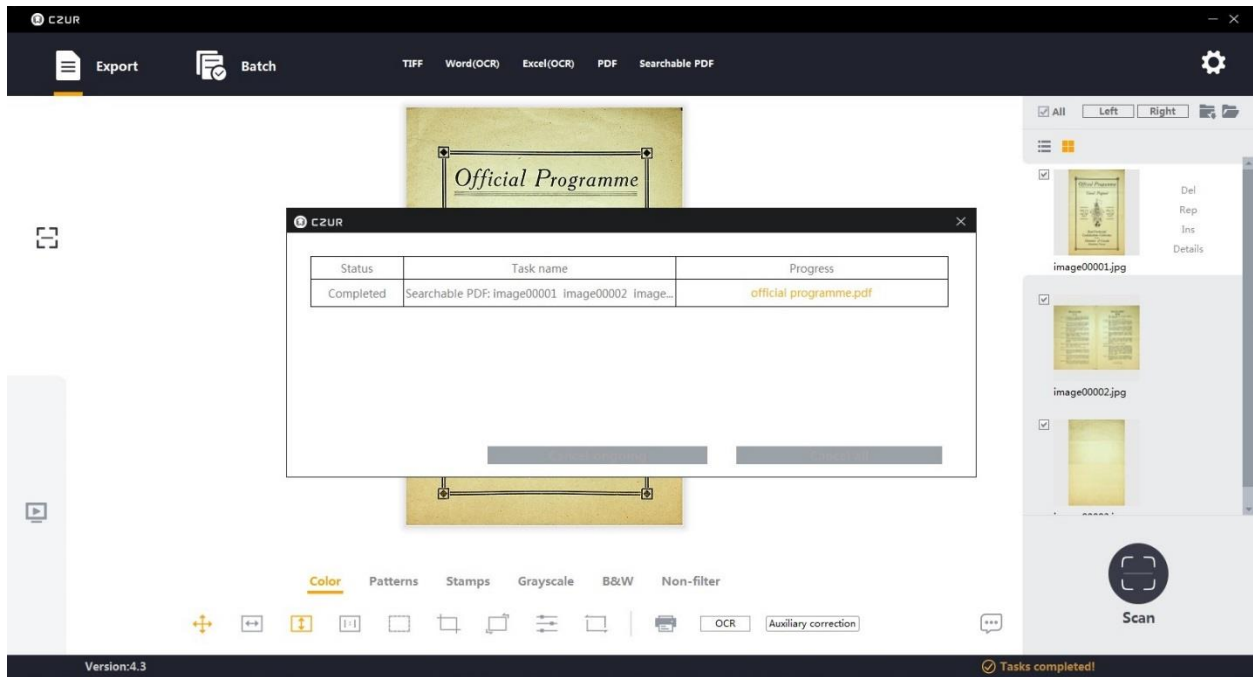 CZUR
Export
Batch
TIFF
Word(OCR)
Excel(OCR)
PDF
Searchable PDF
All
Left
Right
Official Programme
CZUR
Status
Task name
Progress
Completed
Searchable PDF: image00001 image00002 image...
official programme.pdf
Del
Rep
Ins
Details
image00001.jpg
image00002.jpg
Color
Patterns
Stamps
Grayscale
B&W
Non-filter
OCR
Auxiliary correction
Scan
Version:4.3
Tasks completed!